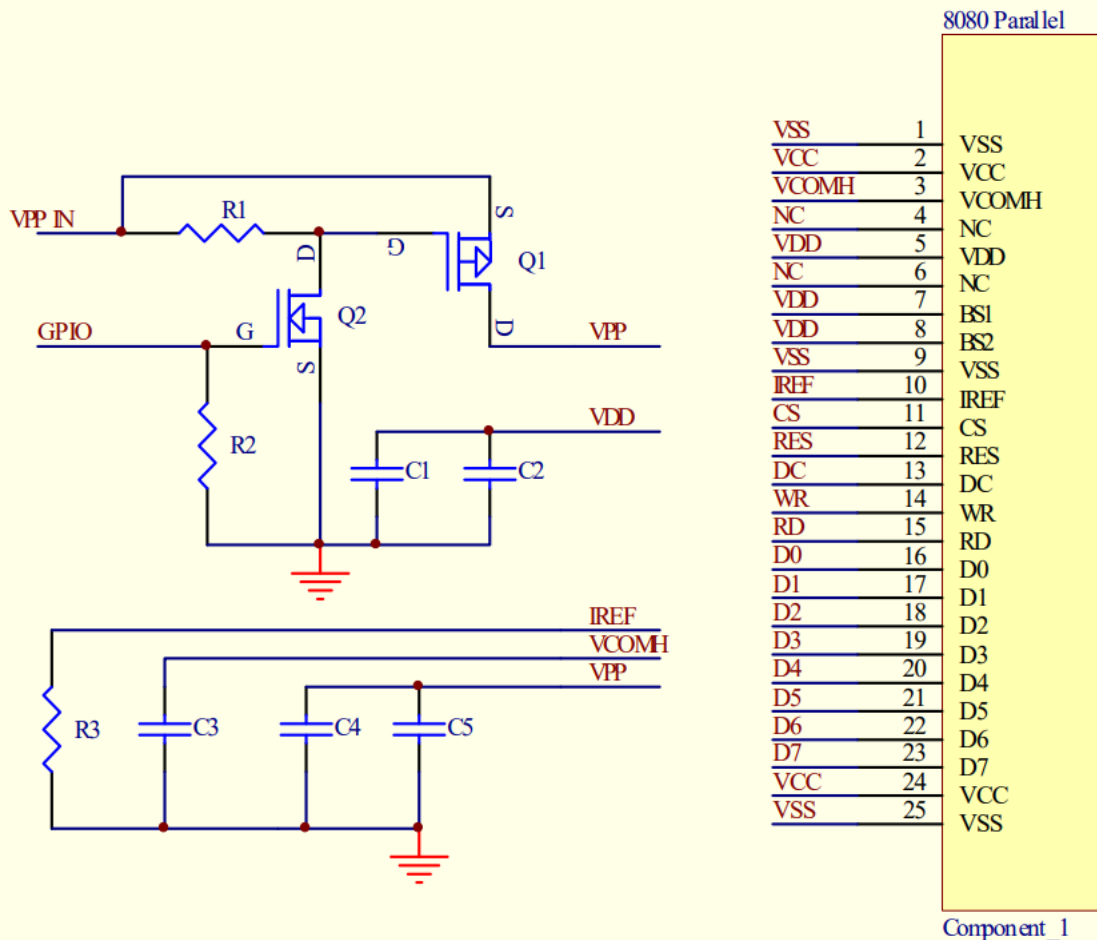 8080 Parallel
VPP IN
R1
D
G
S
Q1
D
VPP
GPIO
G
Q2
S
R2
VDD
C1
C2
IREF
VCOMH
VPP
R3
C3
C4
C5
VSS 1 VSS
VCC 2 VCC
VCOMH 3 VCOMH
NC 4 NC
VDD 5 VDD
NC 6 NC
VDD 7 BS1
VDD 8 BS2
VSS 9 VSS
IREF 10 IREF
CS 11 CS
RES 12 RES
DC 13 DC
WR 14 WR
RD 15 RD
D0 16 D0
D1 17 D1
D2 18 D2
D3 19 D3
D4 20 D4
D5 21 D5
D6 22 D6
D7 23 D7
VCC 24 VCC
VSS 25 VSS
Component_1